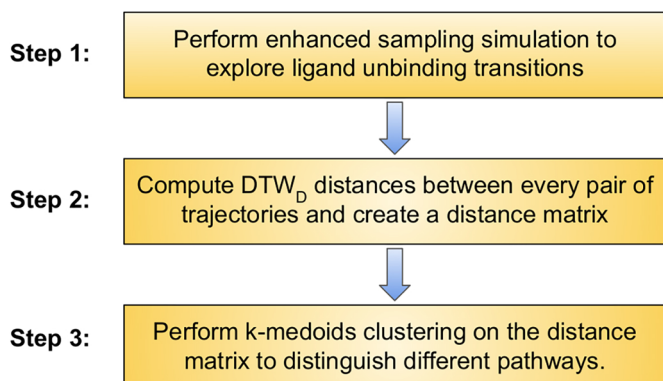 Step 1:
Perform enhanced sampling simulation to
explore ligand unbinding transitions
Step 2:
Compute DTW_D distances between every pair of
trajectories and create a distance matrix
Step 3:
Perform k-medoids clustering on the distance
matrix to distinguish different pathways.